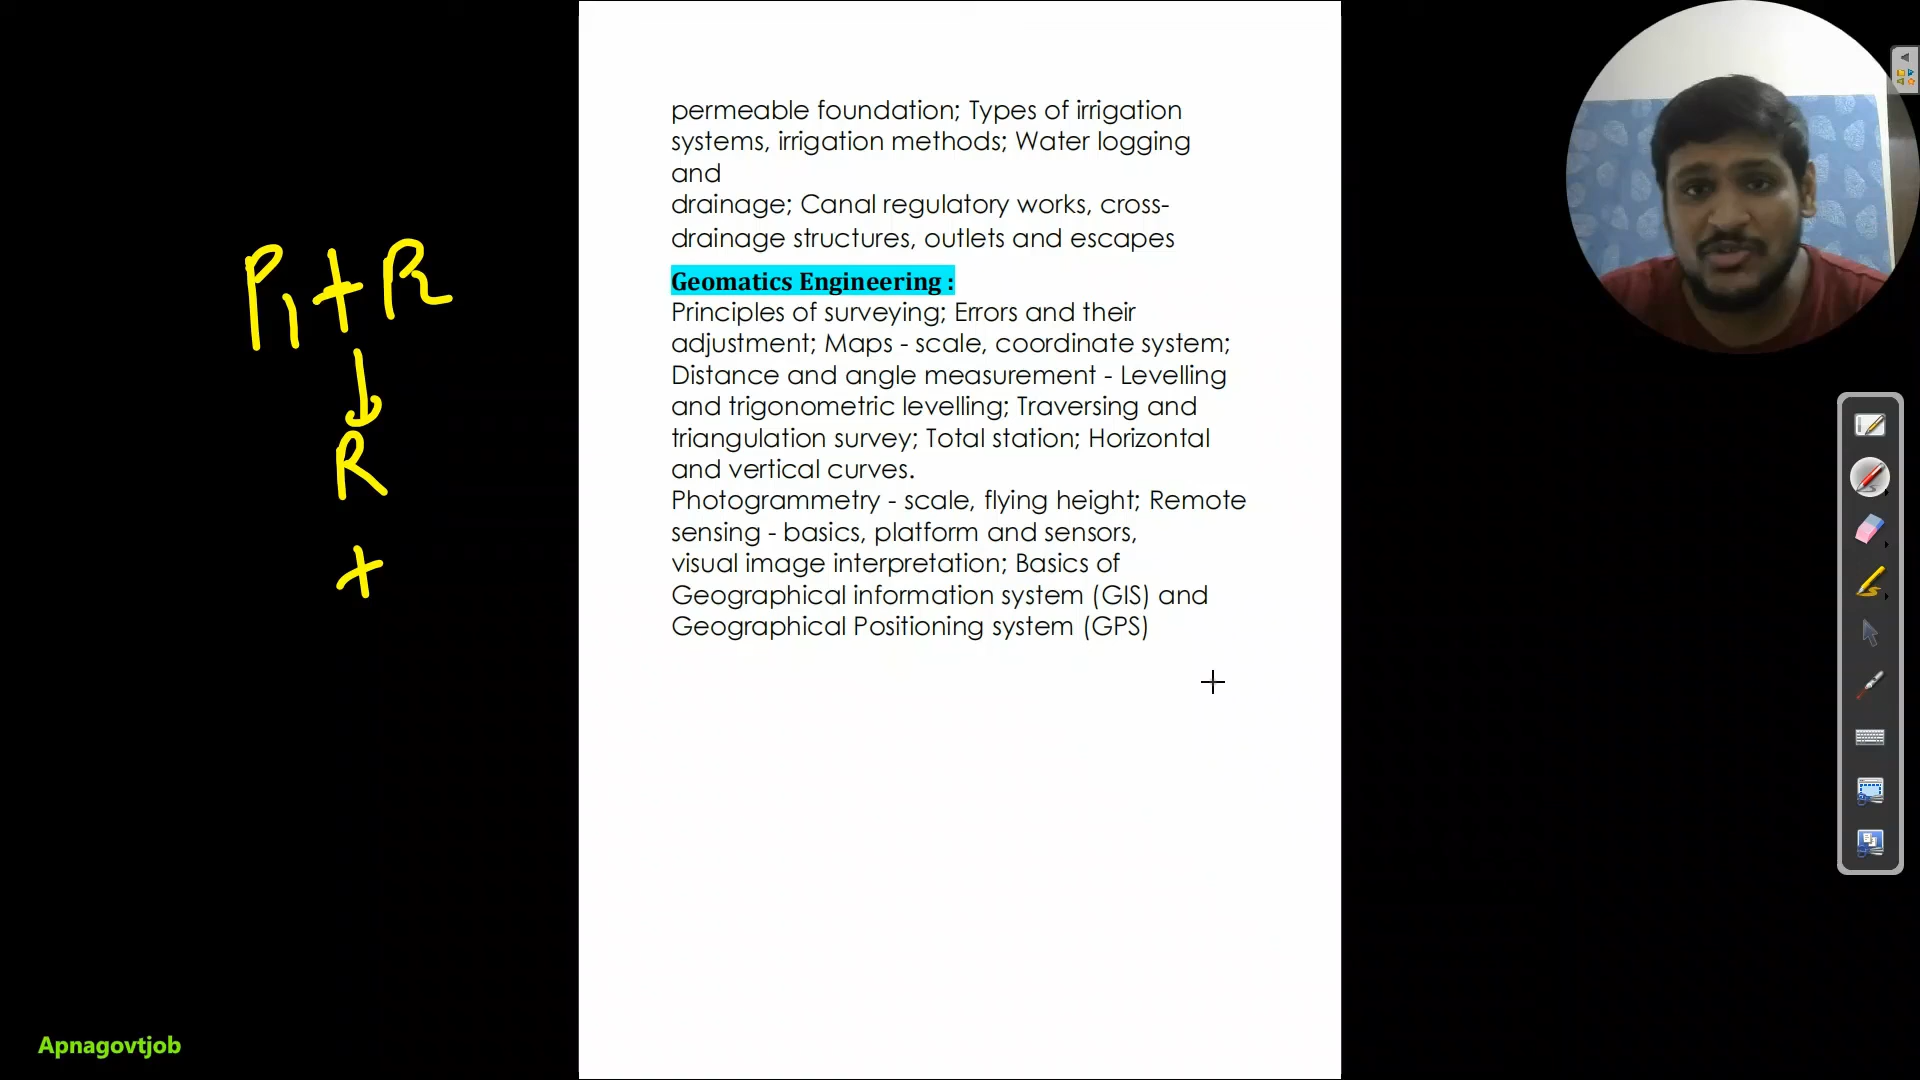 permeable foundation; Types of irrigation
systems, irrigation methods; Water logging
and
drainage; Canal regulatory works, cross-
drainage structures, outlets and escapes
Geomatics Engineering :
Principles of surveying; Errors and their
adjustment; Maps - scale, coordinate system;
Distance and angle measurement - Levelling
and trigonometric levelling; Traversing and
triangulation survey; Total station; Horizontal
and vertical curves.
Photogrammetry - scale, flying height; Remote
sensing - basics, platform and sensors,
visual image interpretation; Basics of
Geographical information system (GIS) and
Geographical Positioning system (GPS)
R
+
Apnagovtjob